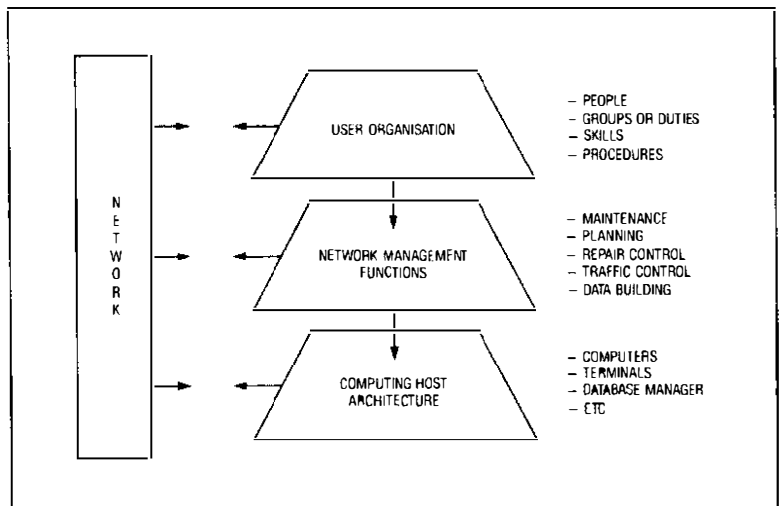 NETWORK
USER ORGANISATION
– PEOPLE
– GROUPS OR DUTIES
– SKILLS
– PROCEDURES
NETWORK MANAGEMENT
FUNCTIONS
– MAINTENANCE
– PLANNING
– REPAIR CONTROL
– TRAFFIC CONTROL
– DATA BUILDING
COMPUTING HOST
ARCHITECTURE
– COMPUTERS
– TERMINALS
– DATABASE MANAGER
– ETC